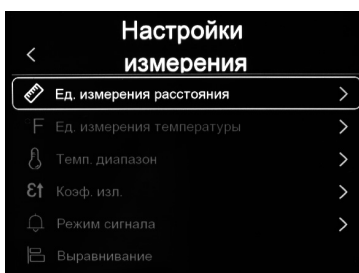 Настройки
измерения
Ед. измерения расстояния
F Ед. измерения температуры
Темп. диапазон
Ɛ↑ Коэф. изл.
Режим сигнала
Выравнивание